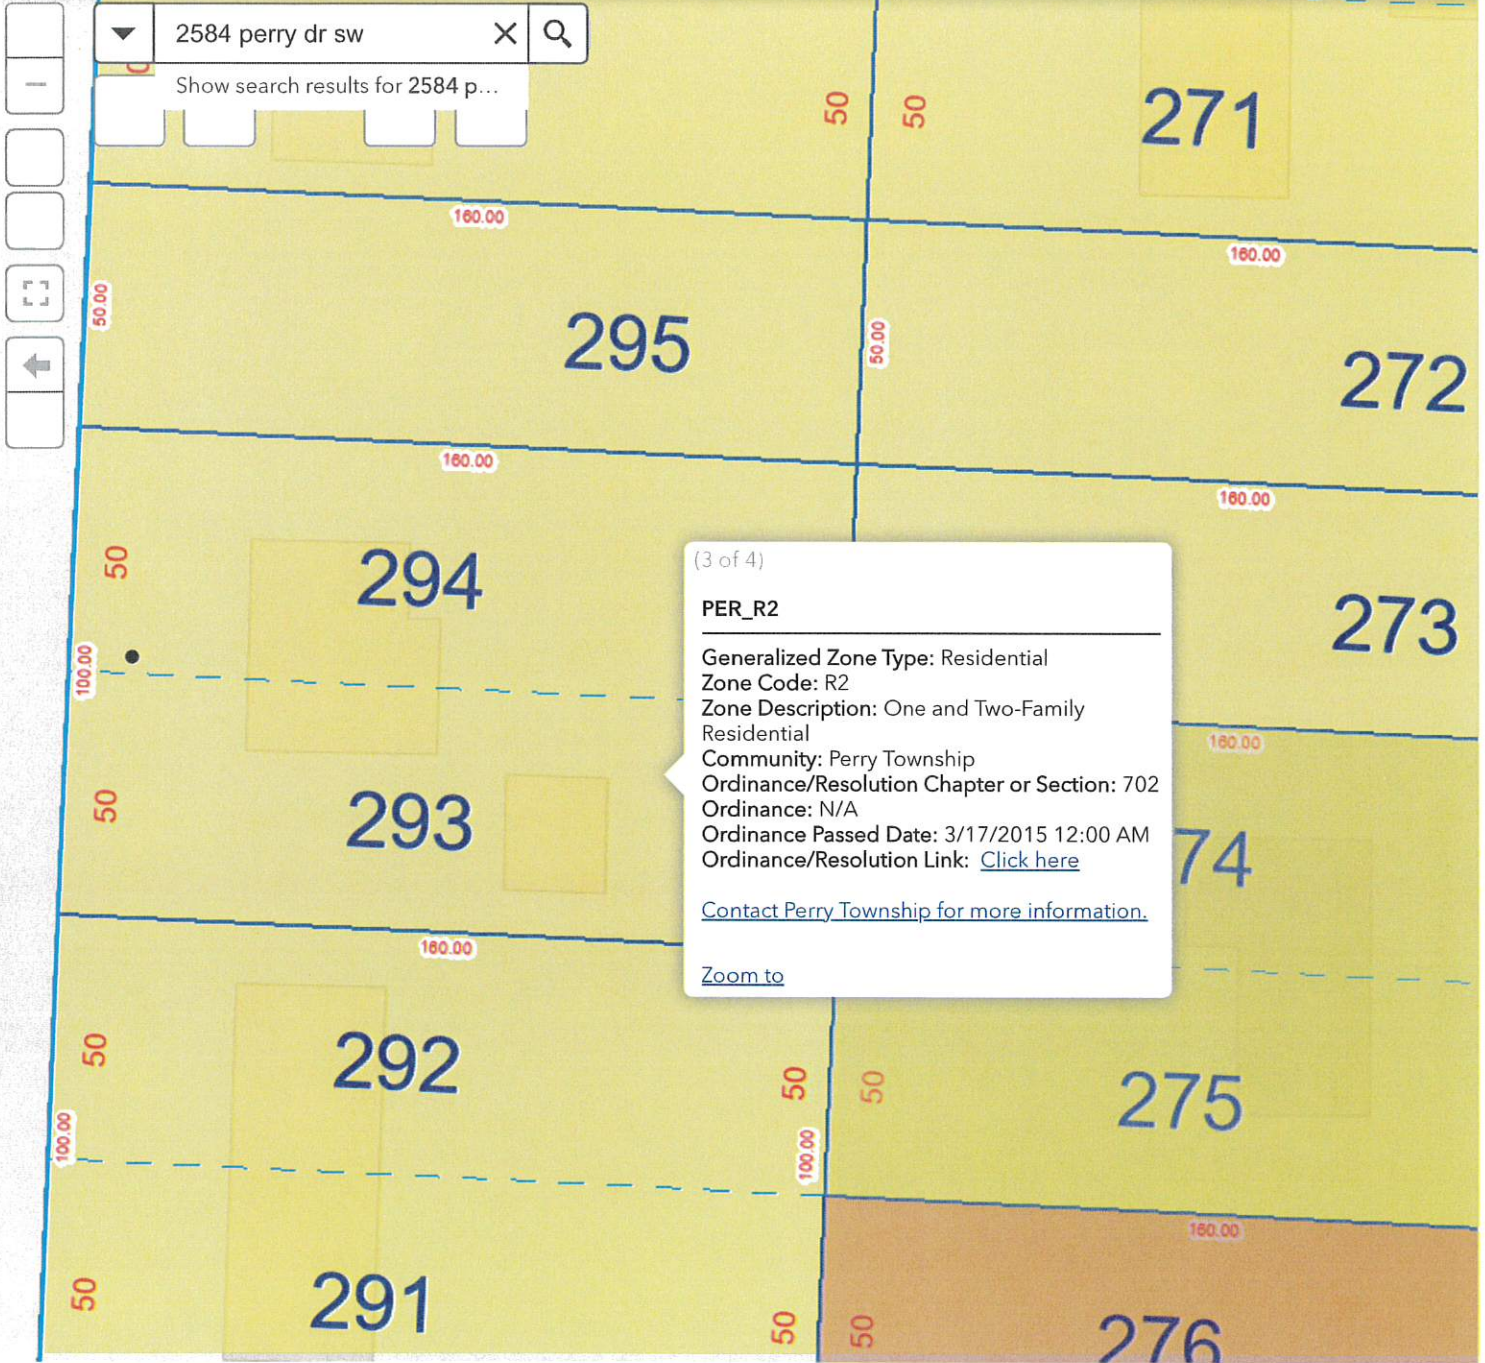 2584 perry dr sw
Show search results for 2584 p...
50
50
271
160.00
160.00
50.00
295
50.00
272
160.00
160.00
50
294
273
100.00
(3 of 4)
PER_R2
Generalized Zone Type: Residential
Zone Code: R2
Zone Description: One and Two-Family
Residential
Community: Perry Township
Ordinance/Resolution Chapter or Section: 702
Ordinance: N/A
Ordinance Passed Date: 3/17/2015 12:00 AM
Ordinance/Resolution Link: Click here
Contact Perry Township for more information.
Zoom to
160.00
50
293
74
160.00
50
292
50
50
275
100.00
100.00
160.00
50
291
50
50
276